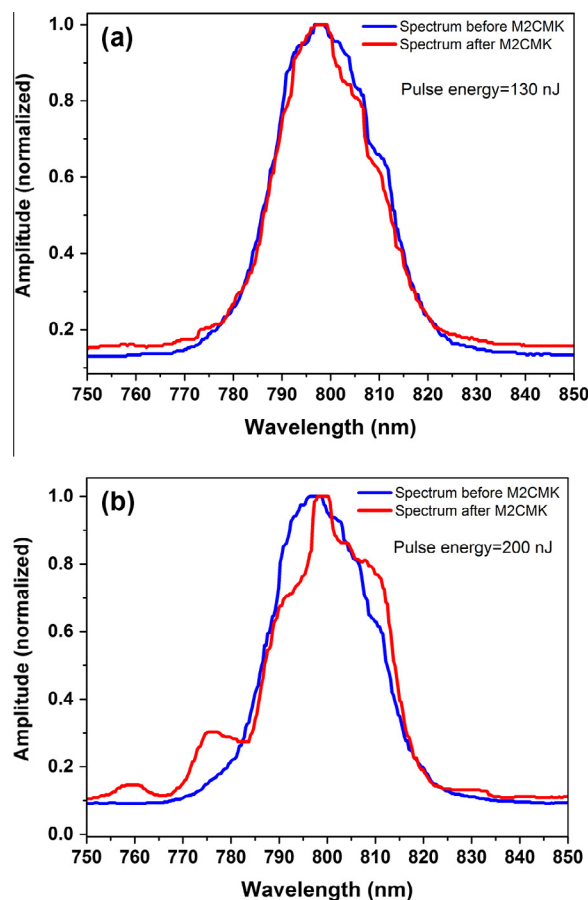 (a)
Spectrum before M2CMK
Spectrum after M2CMK
Pulse energy=130 nJ
Amplitude (normalized)
1.0
0.8
0.6
0.4
0.2
750 760 770 780 790 800 810 820 830 840 850
Wavelength (nm)
(b)
Spectrum before M2CMK
Spectrum after M2CMK
Pulse energy=200 nJ
Amplitude (normalized)
1.0
0.8
0.6
0.4
0.2
0.0
750 760 770 780 790 800 810 820 830 840 850
Wavelength (nm)